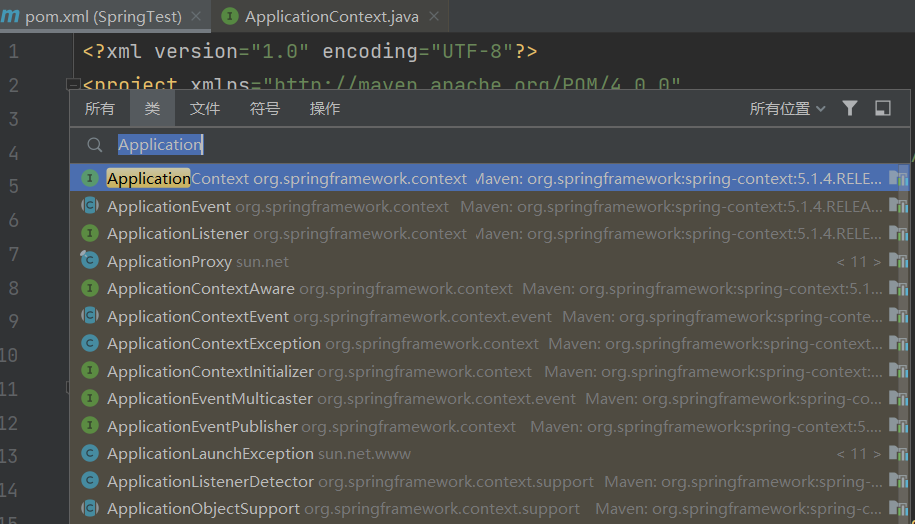 pom.xml (SpringTest) ApplicationContext.java
1 <?xml version="1.0" encoding="UTF-8"?>
2 <project xmlns="http://maven.apache.org/POM/4.0.0"
3
所有 类 文件 符号 操作 所有位置
4 Application
5 ApplicationContext org.springframework.context Maven: org.springframework:spring-context:5.1.4.RELE...
ApplicationEvent org.springframework.context Maven: org.springframework:spring-context:5.1.4.RELEA...
6 ApplicationListener org.springframework.context Maven: org.springframework:spring-context:5.1.4.RELE...
7 ApplicationProxy sun.net < 11 >
8 ApplicationContextAware org.springframework.context Maven: org.springframework:spring-context:5.1...
9 ApplicationContextEvent org.springframework.context.event Maven: org.springframework:spring-conte...
10 ApplicationContextException org.springframework.context Maven: org.springframework:spring-context...
ApplicationContextInitializer org.springframework.context Maven: org.springframework:spring-context:...
11 ApplicationEventMulticaster org.springframework.context.event Maven: org.springframework:spring-co...
12 ApplicationEventPublisher org.springframework.context Maven: org.springframework:spring-context:5....
13 ApplicationLaunchException sun.net.www < 11 >
14 ApplicationListenerDetector org.springframework.context.support Maven: org.springframework:spring-...
ApplicationObjectSupport org.springframework.context.support Maven: org.springframework:spring-c...